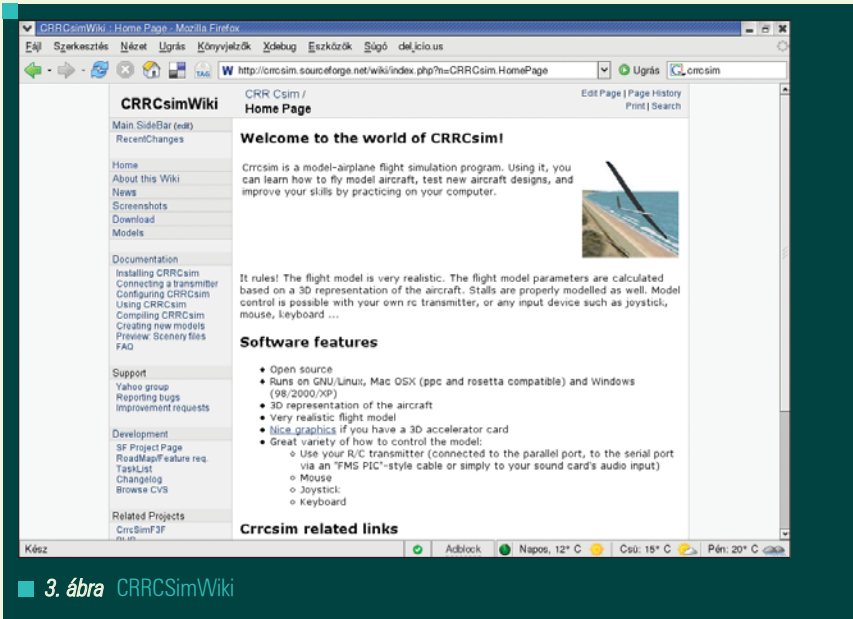 CRRCsimWiki : Home Page - Mozilla Firefox
Fájl Szerkesztés Nézet Ugrás Könyvjelzők Xdebug Eszközök Súgó del.icio.us
TAG W http://crrcsim.sourceforge.net/wiki/index.php?n=CRRCsim.HomePage Ugrás G crrcsim
CRRCsimWiki
CRR Csim /
Home Page
Edit Page | Page History
Print | Search
Main.SideBar (edit)
RecentChanges
Home
About this Wiki
News
Screenshots
Download
Models
Documentation
Installing CRRCsim
Connecting a transmitter
Configuring CRRCsim
Using CRRCsim
Compiling CRRCsim
Creating new models
Preview: Scenery files
FAQ
Support
Yahoo group
Reporting bugs
Improvement requests
Development
SF Project Page
RoadMap/Feature req.
TaskList
Changelog
Browse CVS
Related Projects
CrrcSimF3F
Welcome to the world of CRRCsim!
Crrcsim is a model-airplane flight simulation program. Using it, you
can learn how to fly model aircraft, test new aircraft designs, and
improve your skills by practicing on your computer.
It rules! The flight model is very realistic. The flight model parameters are calculated
based on a 3D representation of the aircraft. Stalls are properly modelled as well. Model
control is possible with your own rc transmitter, or any input device such as joystick,
mouse, keyboard ...
Software features
Open source
Runs on GNU/Linux, Mac OSX (ppc and rosetta compatible) and Windows
(98/2000/XP)
3D representation of the aircraft
Very realistic flight model
Nice graphics if you have a 3D accelerator card
Great variety of how to control the model:
Use your R/C transmitter (connected to the parallel port, to the serial port
via an "FMS PIC"-style cable or simply to your sound card's audio input)
Mouse
Joystick
Keyboard
Crrcsim related links
Kész Adblock Napos, 12° C Csü: 15° C Pén: 20° C
3. ábra CRRCSimWiki